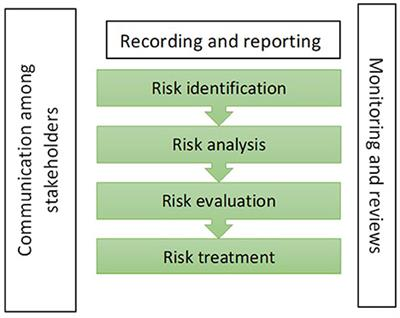 Communication among
stakeholders
Recording and reporting
Risk identification
Risk analysis
Risk evaluation
Risk treatment
Monitoring and reviews